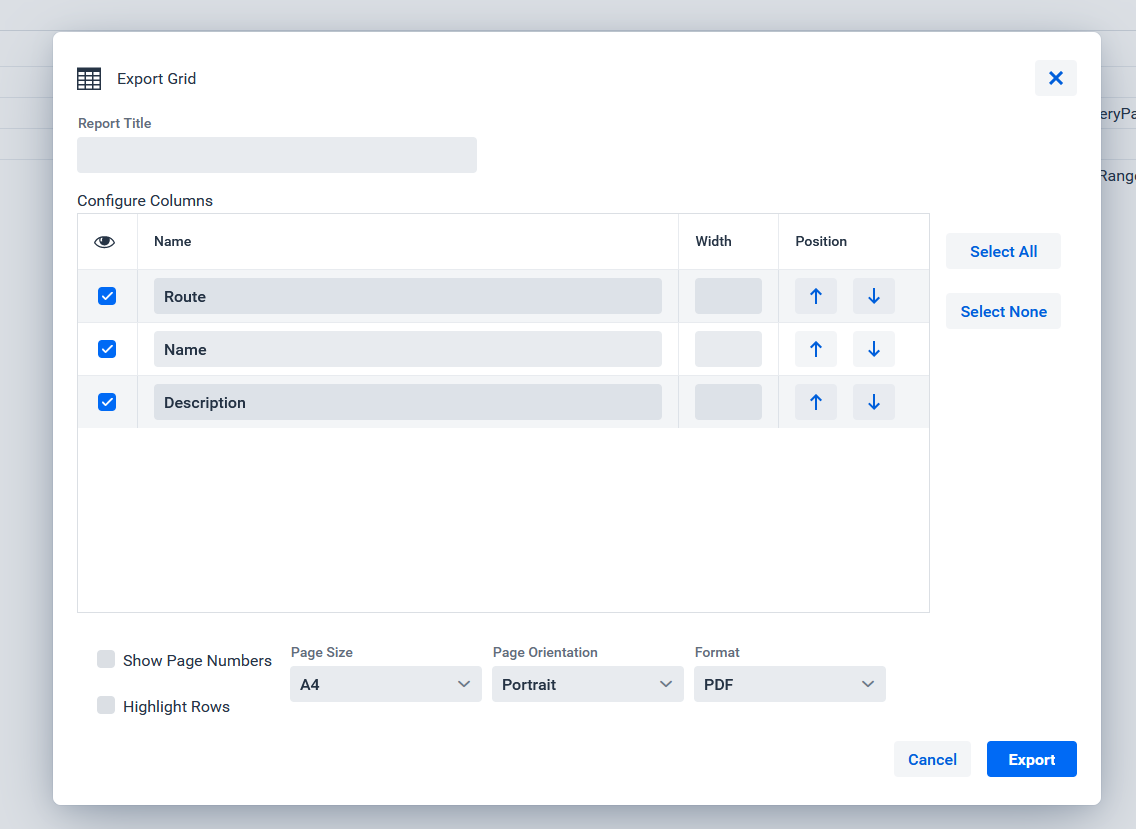 Export Grid
Report Title
Configure Columns
Name Width Position
Select All
Route
Select None
Name
Description
Show Page Numbers
Highlight Rows
Page Size Page Orientation Format
A4 Portrait PDF
Cancel Export
eryPa
Range